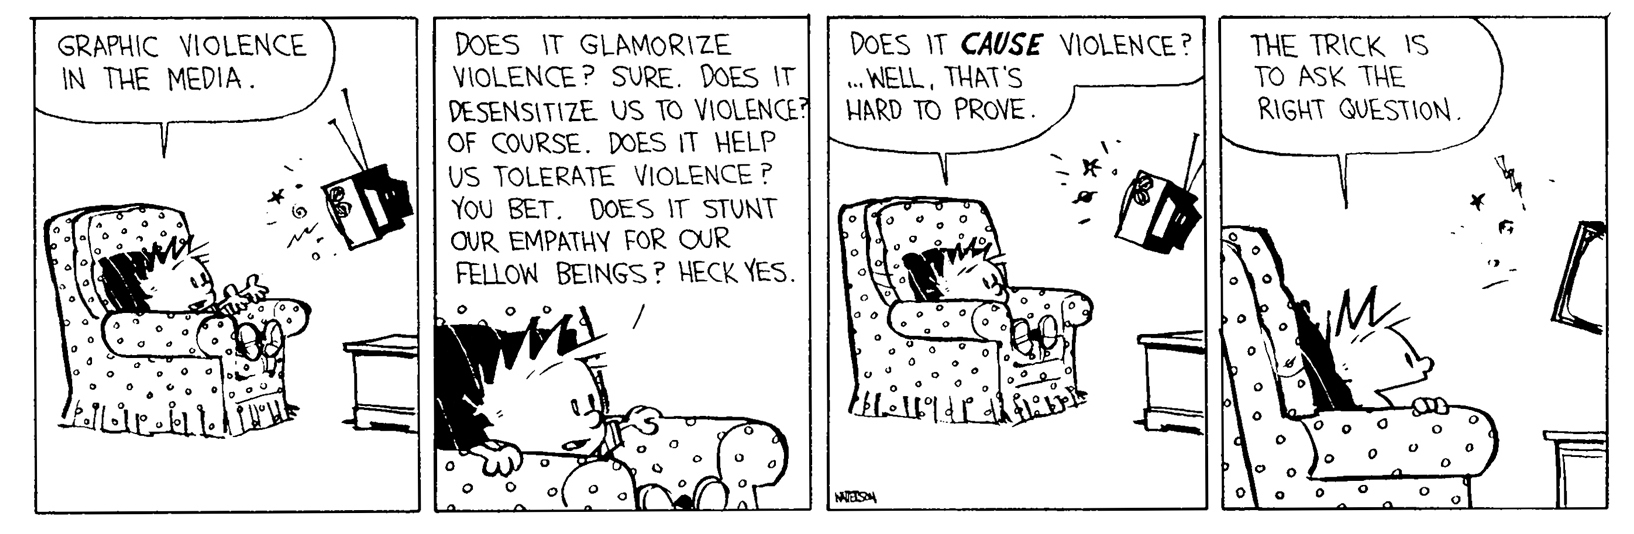 GRAPHIC VIOLENCE
IN THE MEDIA.
DOES IT GLAMORIZE
VIOLENCE? SURE. DOES IT
DESENSITIZE US TO VIOLENCE?
OF COURSE. DOES IT HELP
US TOLERATE VIOLENCE?
YOU BET. DOES IT STUNT
OUR EMPATHY FOR OUR
FELLOW BEINGS? HECK YES.
DOES IT CAUSE VIOLENCE?
...WELL, THAT'S
HARD TO PROVE.
WATTERSON
THE TRICK IS
TO ASK THE
RIGHT QUESTION.